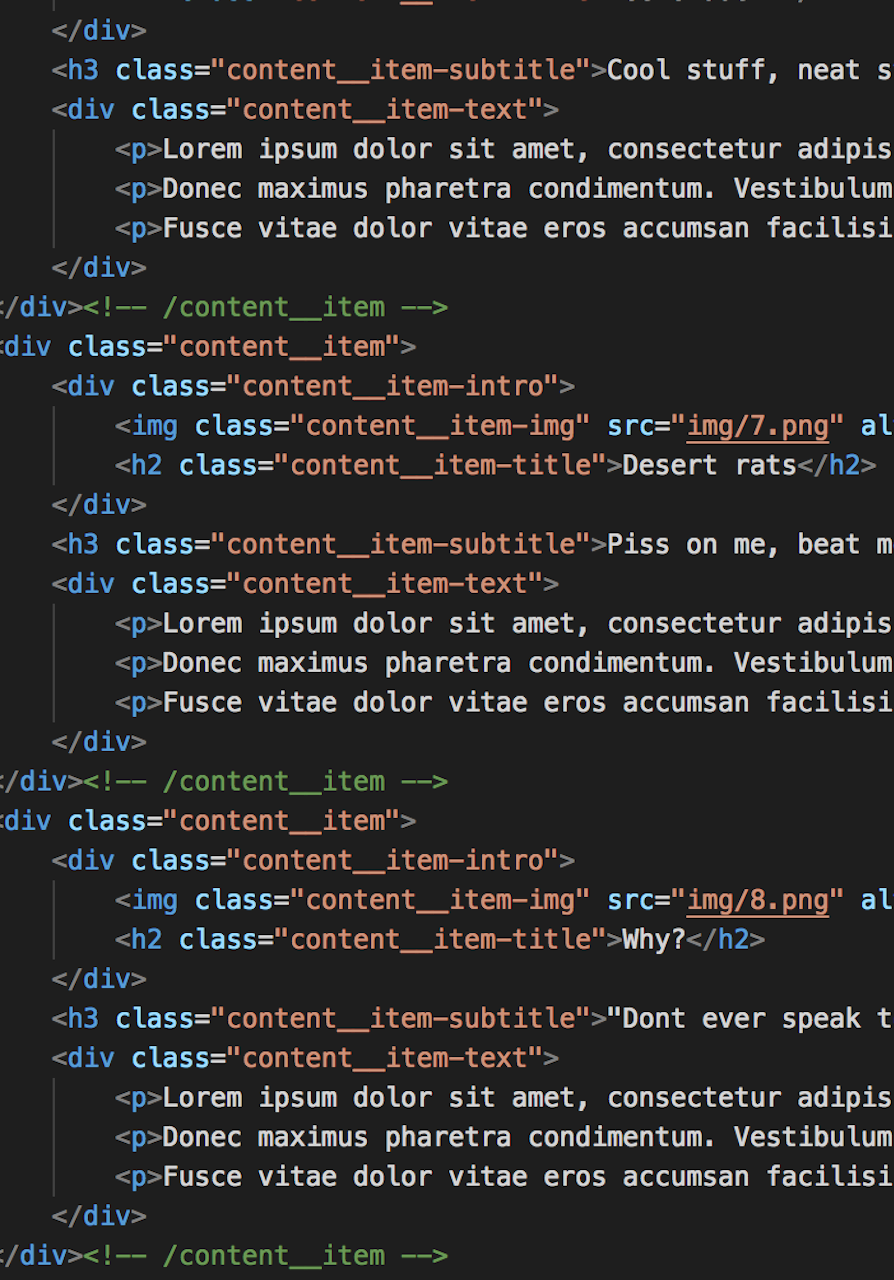 </div>
<h3 class="content__item-subtitle">Cool stuff, neat s
<div class="content__item-text">
<p>Lorem ipsum dolor sit amet, consectetur adipis
<p>Donec maximus pharetra condimentum. Vestibulum
<p>Fusce vitae dolor vitae eros accumsan facilisi
</div>
</div><!-- /content__item -->
<div class="content__item">
<div class="content__item-intro">
<img class="content__item-img" src="img/7.png" al
<h2 class="content__item-title">Desert rats</h2>
</div>
<h3 class="content__item-subtitle">Piss on me, beat m
<div class="content__item-text">
<p>Lorem ipsum dolor sit amet, consectetur adipis
<p>Donec maximus pharetra condimentum. Vestibulum
<p>Fusce vitae dolor vitae eros accumsan facilisi
</div>
</div><!-- /content__item -->
<div class="content__item">
<div class="content__item-intro">
<img class="content__item-img" src="img/8.png" al
<h2 class="content__item-title">Why?</h2>
</div>
<h3 class="content__item-subtitle">"Dont ever speak t
<div class="content__item-text">
<p>Lorem ipsum dolor sit amet, consectetur adipis
<p>Donec maximus pharetra condimentum. Vestibulum
<p>Fusce vitae dolor vitae eros accumsan facilisi
</div>
</div><!-- /content__item -->